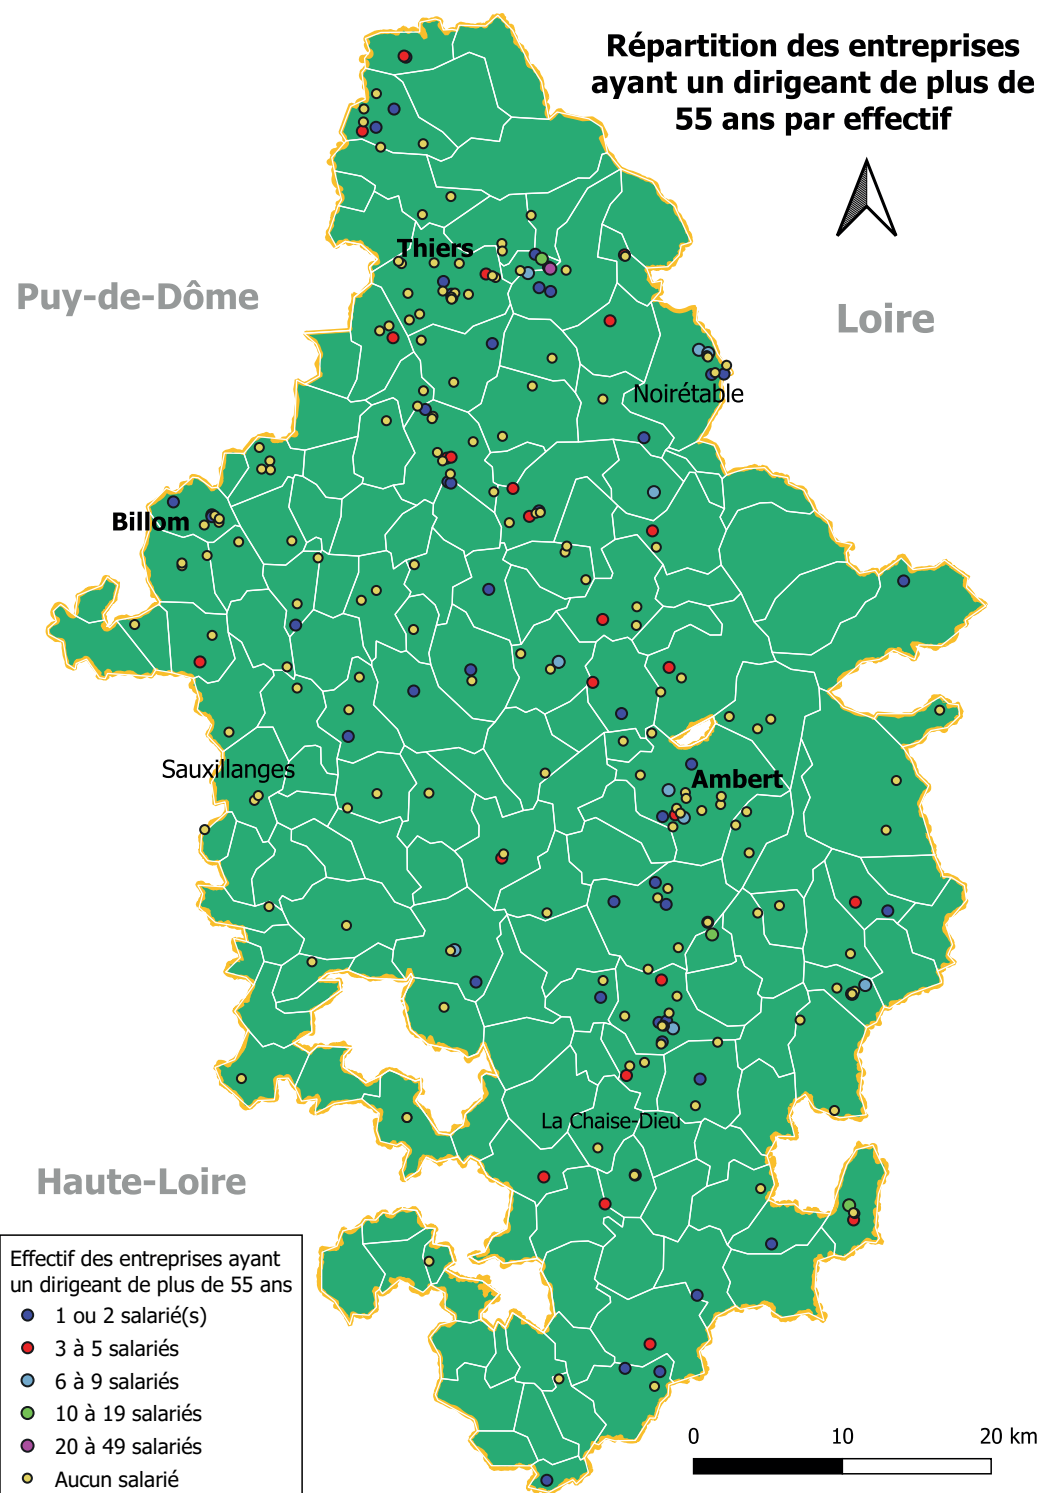 Répartition des entreprises
ayant un dirigeant de plus de
55 ans par effectif
Thiers
Puy-de-Dôme
Loire
Noirétable
Billom
Sauxillanges
Ambert
La Chaise-Dieu
Haute-Loire
Effectif des entreprises ayant
un dirigeant de plus de 55 ans
1 ou 2 salarié(s)
3 à 5 salariés
6 à 9 salariés
10 à 19 salariés
20 à 49 salariés
Aucun salarié
0 10 20 km